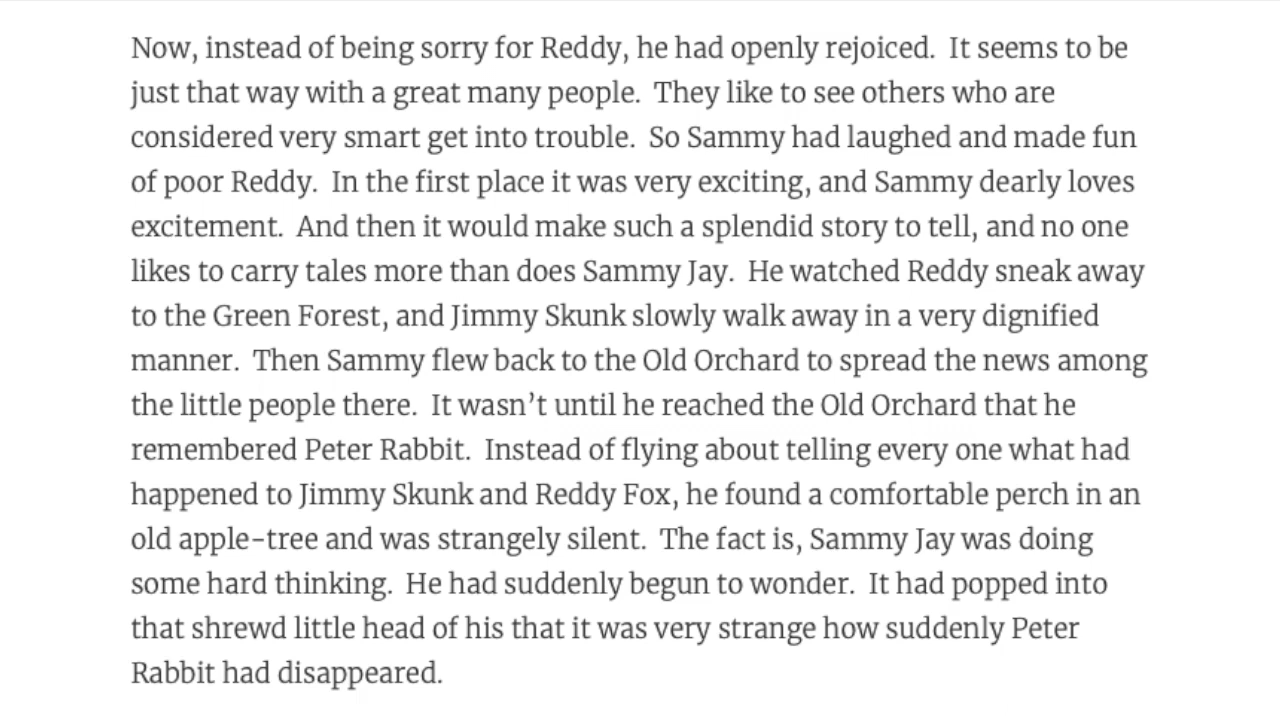 Now, instead of being sorry for Reddy, he had openly rejoiced.  It seems to be
just that way with a great many people.  They like to see others who are
considered very smart get into trouble.  So Sammy had laughed and made fun
of poor Reddy.  In the first place it was very exciting, and Sammy dearly loves
excitement.  And then it would make such a splendid story to tell, and no one
likes to carry tales more than does Sammy Jay.  He watched Reddy sneak away
to the Green Forest, and Jimmy Skunk slowly walk away in a very dignified
manner.  Then Sammy flew back to the Old Orchard to spread the news among
the little people there.  It wasn’t until he reached the Old Orchard that he
remembered Peter Rabbit.  Instead of flying about telling every one what had
happened to Jimmy Skunk and Reddy Fox, he found a comfortable perch in an
old apple-tree and was strangely silent.  The fact is, Sammy Jay was doing
some hard thinking.  He had suddenly begun to wonder.  It had popped into
that shrewd little head of his that it was very strange how suddenly Peter
Rabbit had disappeared.